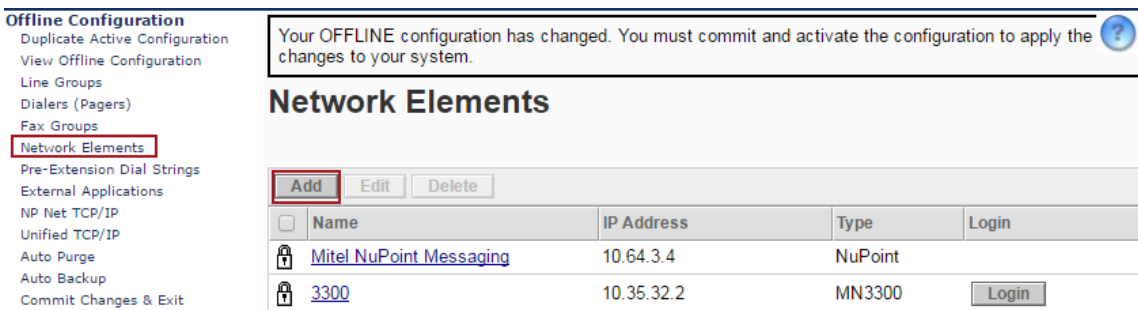 Offline Configuration
Duplicate Active Configuration
View Offline Configuration
Line Groups
Dialers (Pagers)
Fax Groups
Network Elements
Pre-Extension Dial Strings
External Applications
NP Net TCP/IP
Unified TCP/IP
Auto Purge
Auto Backup
Commit Changes & Exit
Your OFFLINE configuration has changed. You must commit and activate the configuration to apply the
changes to your system.
?
Network Elements
Add Edit Delete
Name IP Address Type Login
Mitel NuPoint Messaging 10.64.3.4 NuPoint
3300 10.35.32.2 MN3300 Login